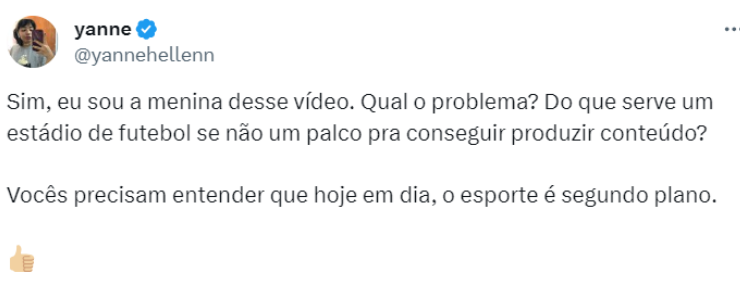 yanne
@yannehellenn
Sim, eu sou a menina desse vídeo. Qual o problema? Do que serve um
estádio de futebol se não um palco pra conseguir produzir conteúdo?
Vocês precisam entender que hoje em dia, o esporte é segundo plano.
👍🏼